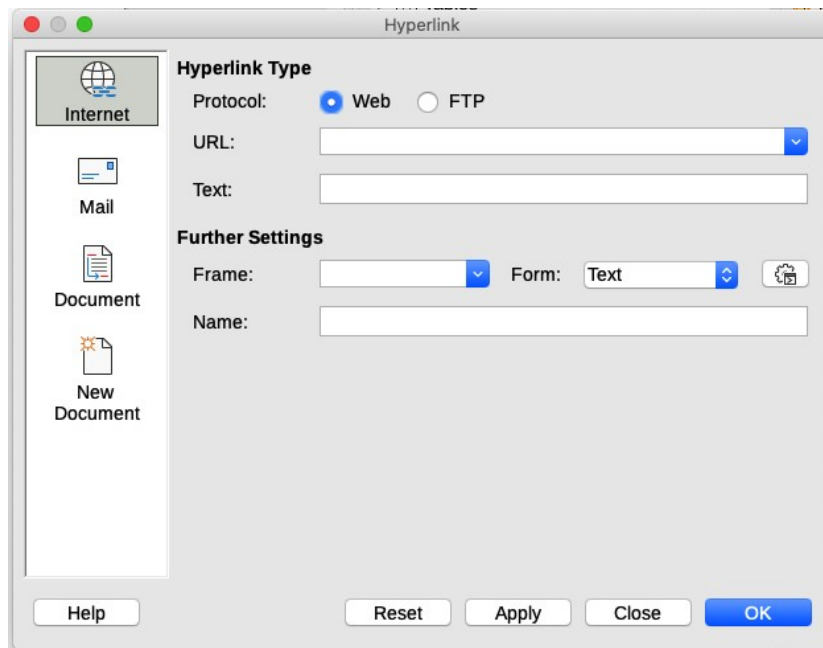 Hyperlink
Internet
Mail
Document
New
Document
Hyperlink Type
Protocol: Web FTP
URL:
Text:
Further Settings
Frame: Form: Text
Name:
Help Reset Apply Close OK